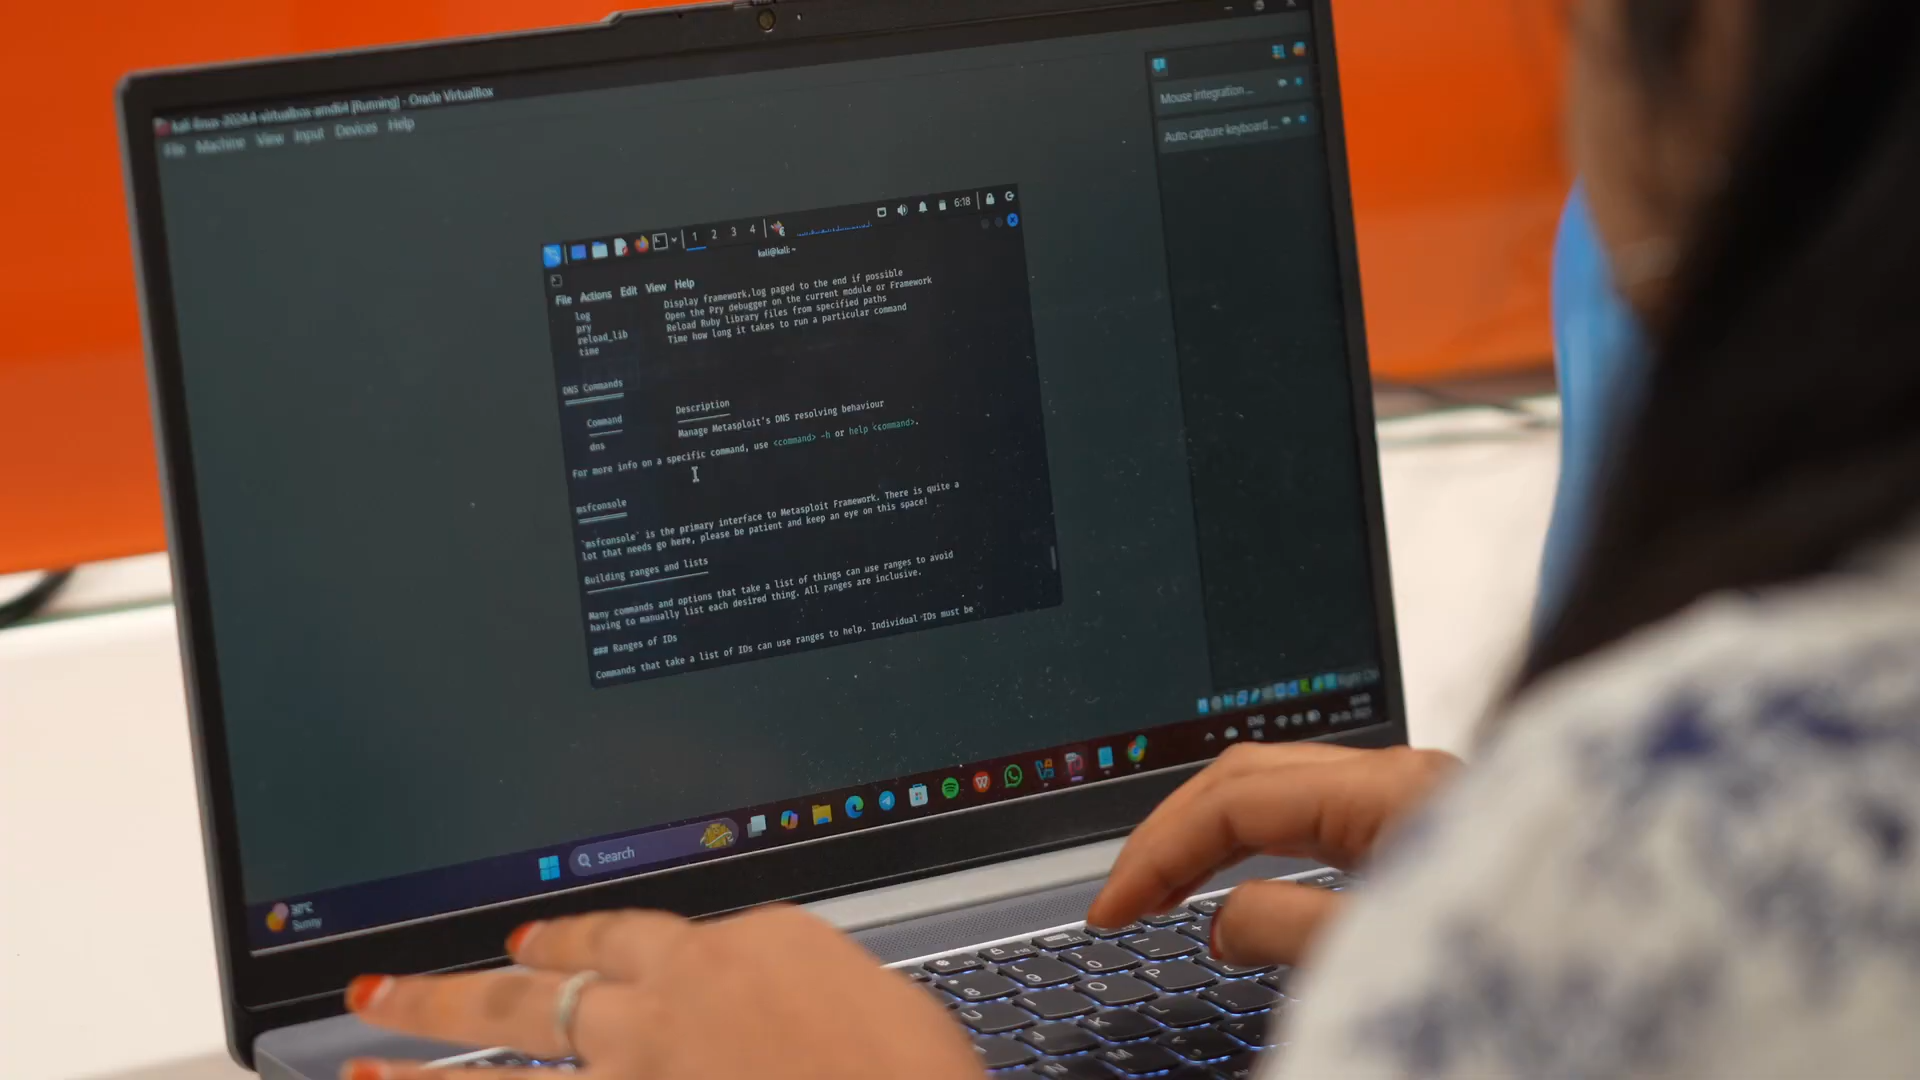 kali-linux-2024.4-virtualbox-amd64 [Running] - Oracle VirtualBox
File Machine View Input Devices Help
Mouse integration ...
Auto capture keyboard ...
1 2 3 4
6:18
kali@kali: ~
File Actions Edit View Help
log Display framework.log paged to the end if possible
pry Open the Pry debugger on the current module or Framework
reload_lib Reload Ruby library files from specified paths
time Time how long it takes to run a particular command
DNS Commands
Command Description
dns Manage Metasploit's DNS resolving behaviour
For more info on a specific command, use <command> -h or help <command>.
msfconsole
`msfconsole` is the primary interface to Metasploit Framework. There is quite a
lot that needs go here, please be patient and keep an eye on this space!
Building ranges and lists
Many commands and options that take a list of things can use ranges to avoid
having to manually list each desired thing. All ranges are inclusive.
### Ranges of IDs
Commands that take a list of IDs can use ranges to help. Individual IDs must be
Search
30°C
Sunny
ENG